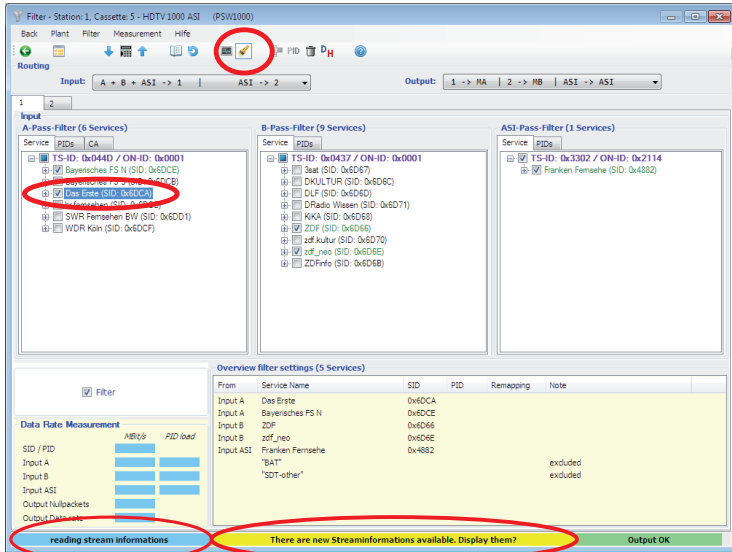 Filter - Station: 1, Cassette: 5 - HDTV 1000 ASI (PSW1000)
Back Plant Filter Measurement Hilfe
PID DH
Routing
Input: A + B + ASI -> 1 | ASI -> 2 Output: 1 -> MA | 2 -> MB | ASI -> ASI
1 2
Input
A-Pass-Filter (6 Services) B-Pass-Filter (9 Services) ASI-Pass-Filter (1 Services)
Service PIDs CA Service PIDs Service PIDs
TS-ID: 0x044D / ON-ID: 0x0001 TS-ID: 0x0437 / ON-ID: 0x0001 TS-ID: 0x3302 / ON-ID: 0x2114
Bayerisches FS N (SID: 0x6DCE) 3sat (SID: 0x6D67) Franken Fernsehe (SID: 0x4882)
Bayerisches FS S (SID: 0x6DCB) DKULTUR (SID: 0x6D6C)
Das Erste (SID: 0x6DCA) DLF (SID: 0x6D6D)
hr-fernsehen DRadio Wissen (SID: 0x6D71)
SWR Fernsehen BW (SID: 0x6DD1) KiKA (SID: 0x6D68)
WDR Köln (SID: 0x6DCF) ZDF (SID: 0x6D66)
zdf.kultur (SID: 0x6D70)
zdf_neo (SID: 0x6D6E)
ZDFinfo (SID: 0x6D6B)
Filter
Overview filter settings (5 Services)
From Service Name SID PID Remapping Note
Input A Das Erste 0x6DCA
Input A Bayerisches FS N 0x6DCE
Input B ZDF 0x6D66
Input B zdf_neo 0x6D6E
Input ASI Franken Fernsehe 0x4882
"BAT" excluded
"SDT-other" excluded
Data Rate Measurement
MBit/s PID load
SID / PID
Input A
Input B
Input ASI
Output Nullpackets
Output Data rate
reading stream informations There are new Streaminformations available. Display them? Output OK